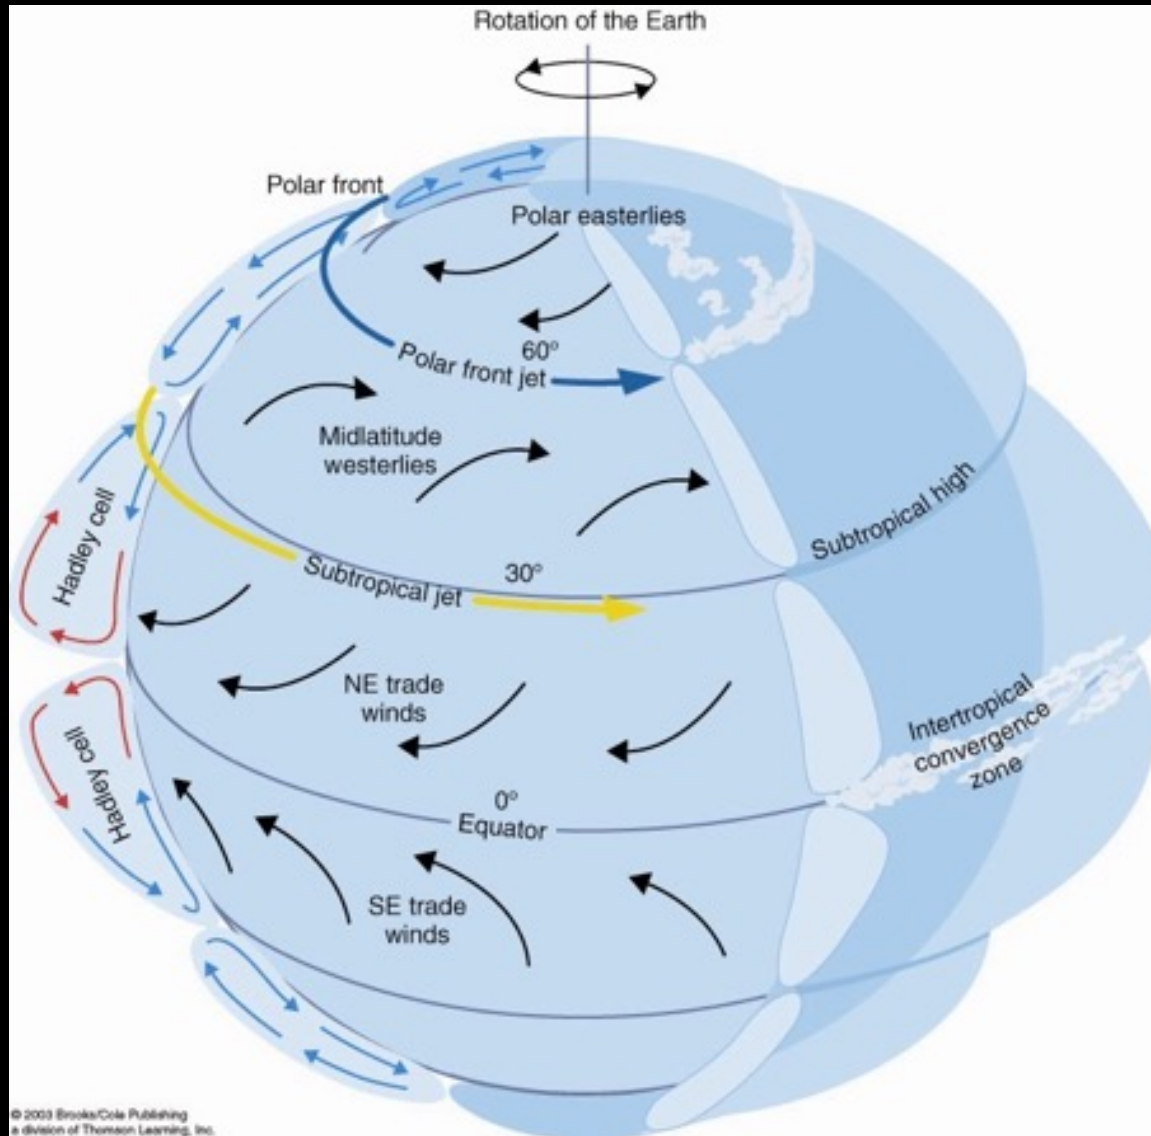 Rotation of the Earth
Polar front
Polar easterlies
60°
Polar front jet
Midlatitude
westerlies
Hadley cell
Subtropical high
30°
Subtropical jet
NE trade
winds
Intertropical
convergence
zone
Hadley cell
0°
Equator
SE trade
winds
© 2003 Brooks/Cole Publishing
a division of Thomson Learning, Inc.